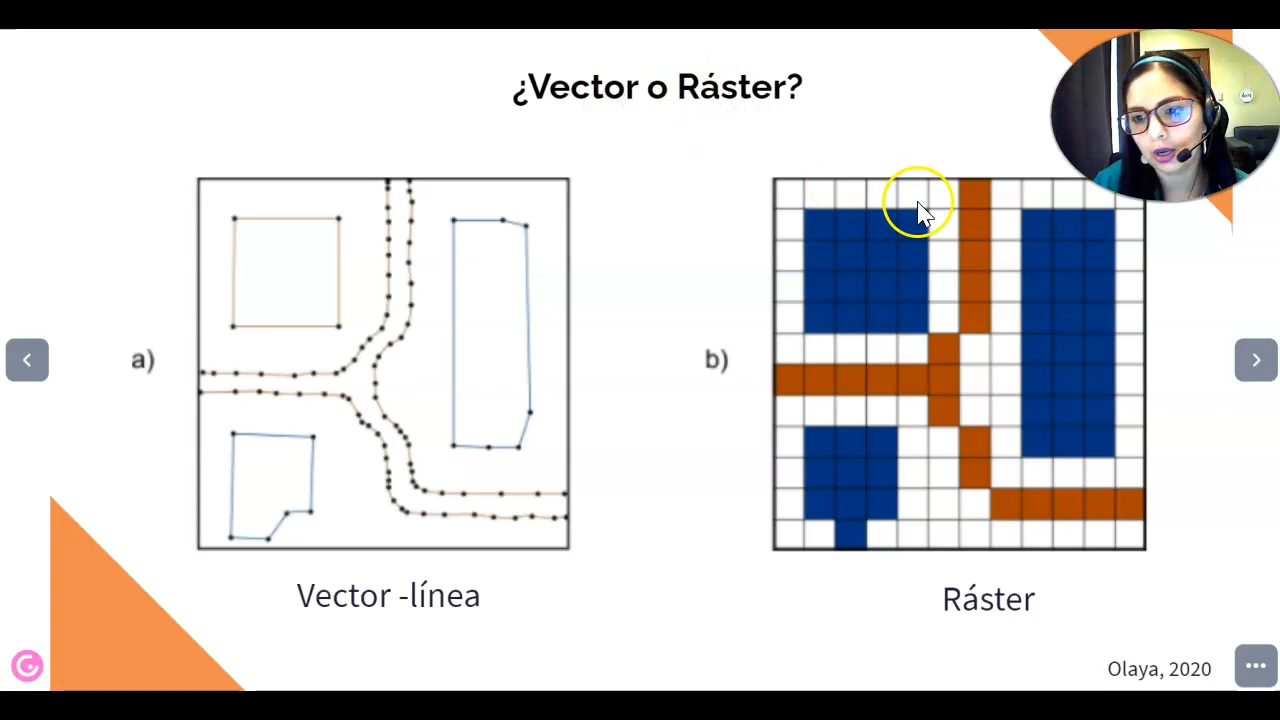 ¿Vector o Ráster?
a)
b)
Vector -línea
Ráster
Olaya, 2020